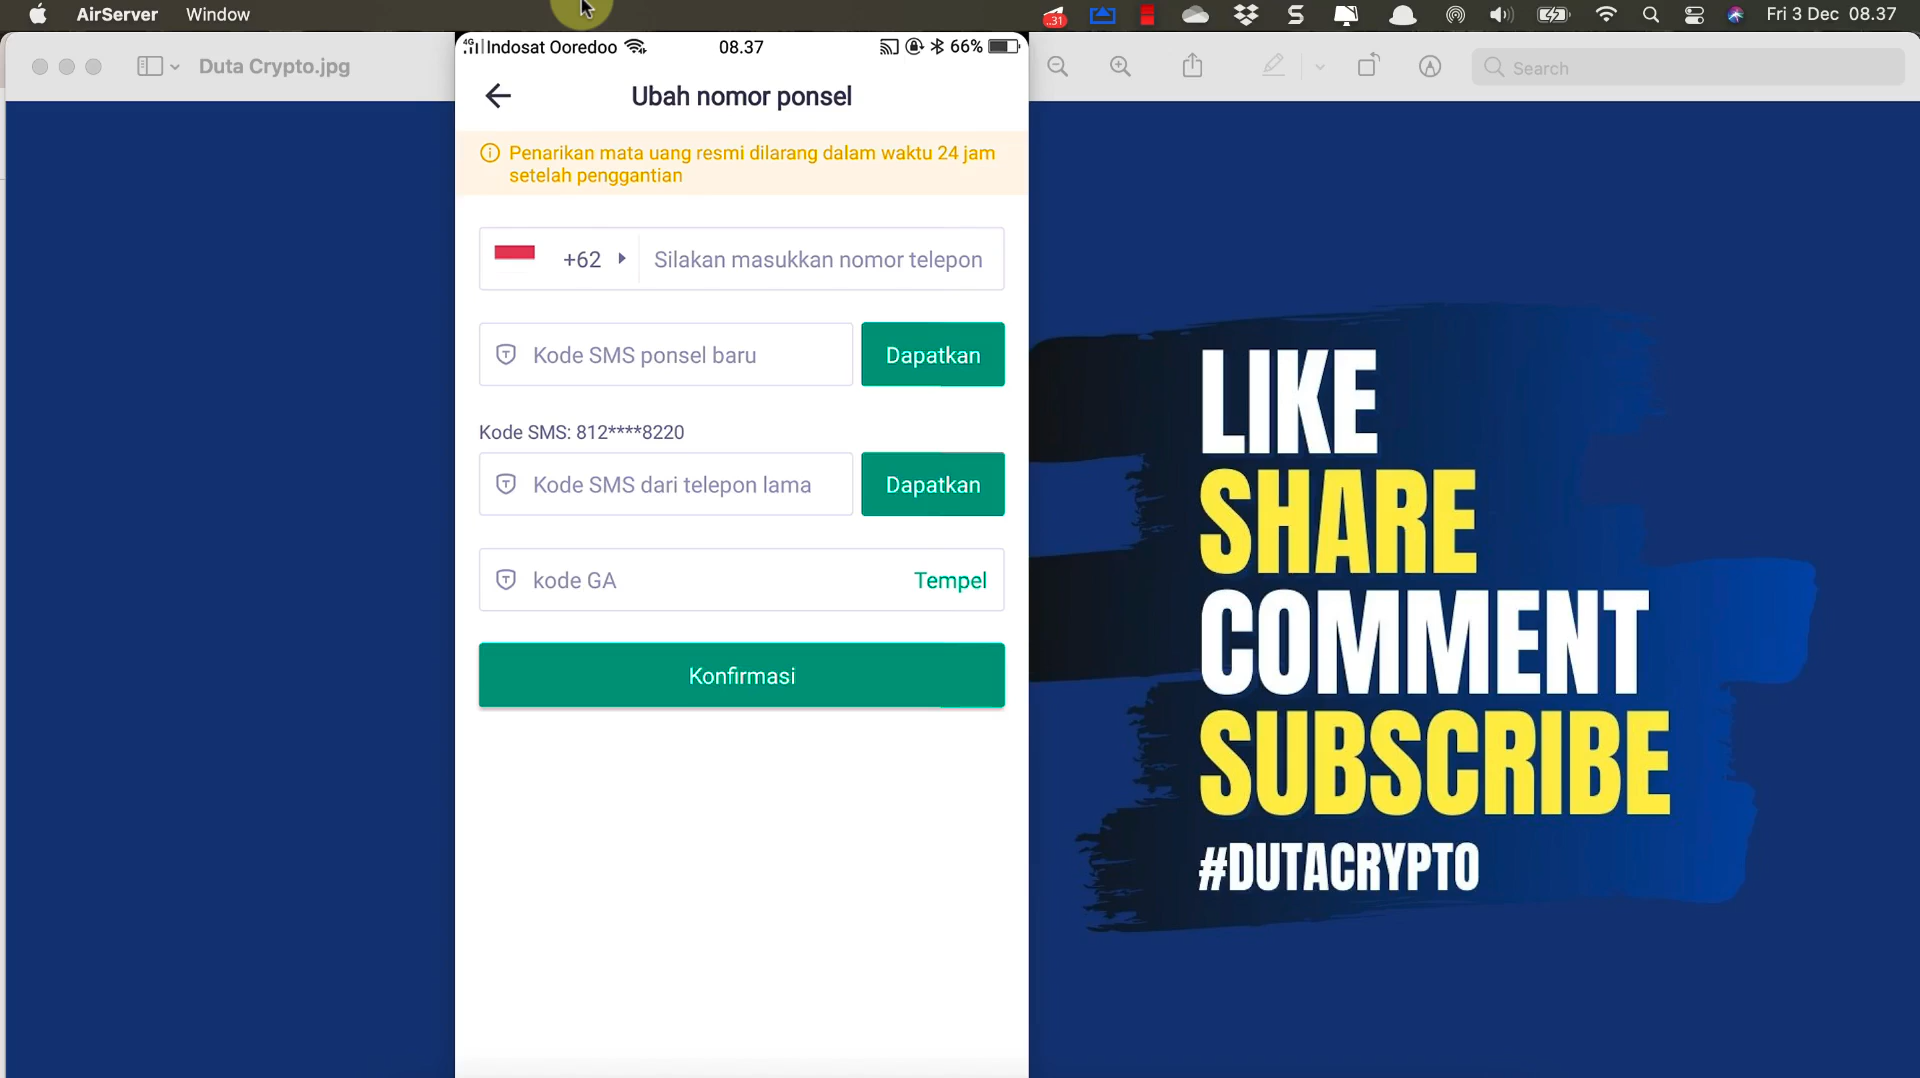 AirServer Window
31
Fri 3 Dec 08.37
Duta Crypto.jpg
Search
4G Indosat Ooredoo 08.37 66%
Ubah nomor ponsel
Penarikan mata uang resmi dilarang dalam waktu 24 jam
setelah penggantian
+62 Silakan masukkan nomor telepon
Kode SMS ponsel baru Dapatkan
Kode SMS: 812****8220
Kode SMS dari telepon lama Dapatkan
kode GA Tempel
Konfirmasi
LIKE
SHARE
COMMENT
SUBSCRIBE
#DUTACRYPTO